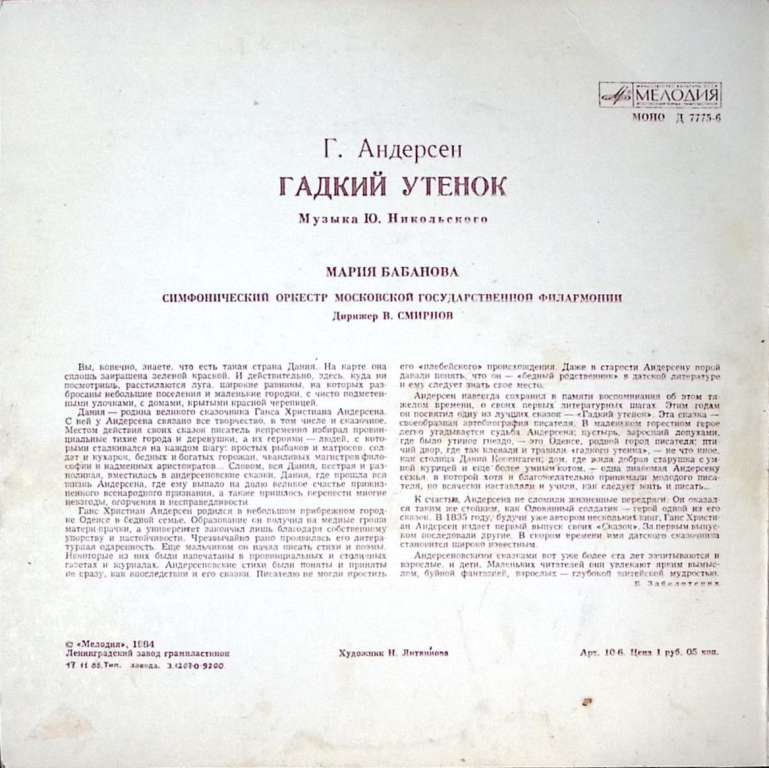 МЕЛОДИЯ
МОНО Д 7775-6
Г. Андерсен
ГАДКИЙ УТЕНОК
Музыка Ю. Никольского
МАРИЯ БАБАНОВА
СИМФОНИЧЕСКИЙ ОРКЕСТР МОСКОВСКОЙ ГОСУДАРСТВЕННОЙ ФИЛАРМОНИИ
Дирижер В. СМИРНОВ
Вы, конечно, знаете, что есть такая страна Дания. На карте она
сплошь закрашена зеленой краской. И действительно, здесь, куда ни
посмотришь, расстилаются луга, широкие равнины, на которых раз-
бросаны небольшие поселения и маленькие городки, с чисто подметен-
ными улочками, с домами, крытыми красной черепицей.
Дания — родина великого сказочника Ганса Христиана Андерсена.
С ней у Андерсена связано все творчество, в том числе и сказочное.
Местом действия своих сказок писатель непременно избирал провин-
циальные тихие города и деревушки, а их героями — людей, с кото-
рыми сталкивался на каждом шагу: простых рыбаков и матросов, сол-
дат и кухарок, бедных и богатых горожан, чванливых магистров фило-
софии и надменных аристократов... Словом, вся Дания, пестрая и раз-
ноликая, вместилась в андерсеновские сказки. Дания, где прошла вся
жизнь Андерсена, где ему выпало на долю великое счастье прижиз-
ненного всенародного признания, а также пришлось перенести многие
невзгоды, огорчения и несправедливости
Ганс Христиан Андерсен родился в небольшом прибрежном город-
ке Оденсе в бедной семье. Образование он получил на медные гроши
матери-прачки, а университет закончил лишь благодаря собственному
упорству и настойчивости. Чрезвычайно рано проявилась его литера-
турная одаренность. Еще мальчиком он начал писать стихи и поэмы.
Некоторые из них были напечатаны в провинциальных и столичных
газетах и журналах. Андерсеновские стихи были поняты и приняты
не сразу, как впоследствии и его сказки. Писателю не могли простить
его «плебейского» происхождения. Даже в старости Андерсену порой
давали понять, что он — «бедный родственник» в датской литературе
и ему следует знать свое место.
Андерсен навсегда сохранил в памяти воспоминания об этом тя-
желом времени, о своих первых литературных шагах. Этим годам
он посвятил одну из лучших сказок — «Гадкий утенок». Эта сказка —
своеобразная автобиография писателя. В маленьком горестном герое
легко угадывается судьба Андерсена; пустырь, заросший лопухами,
где было утиное гнездо, — это Оденсе, родной город писателя; пти-
чий двор, где так клевали и травили «гадкого утенка», — не что иное,
как столица Дании Копенгаген; дом, где жила добрая старушка с ум-
ной курицей и еще более умным котом, — одна знакомая Андерсену
семья, в которой хотя и благожелательно принимали молодого писа-
теля, но всячески наставляли и учили, как следует жить и писать...
К счастью, Андерсена не сломили жизненные передряги. Он оказал-
ся таким же стойким, как Оловянный солдатик — герой одной из его
сказок. В 1835 году, будучи уже автором нескольких книг, Ганс Христи-
ан Андерсен издает первый выпуск своих «Сказок». За первым выпус-
ком последовали другие. В скором времени имя датского сказочника
становится широко известным.
Андерсеновскими сказками вот уже более ста лет зачитываются и
взрослые, и дети. Маленьких читателей они увлекают ярким вымыс-
лом, буйной фантазией, взрослых — глубокой житейской мудростью.
Заболотских
© «Мелодия», 1984
Ленинградский завод грампластинок
17 11 86. Тип. завода. З.1207-0-9200
Художник Н. Литвинова
Арт. 10-6. Цена 1 руб. 05 коп.